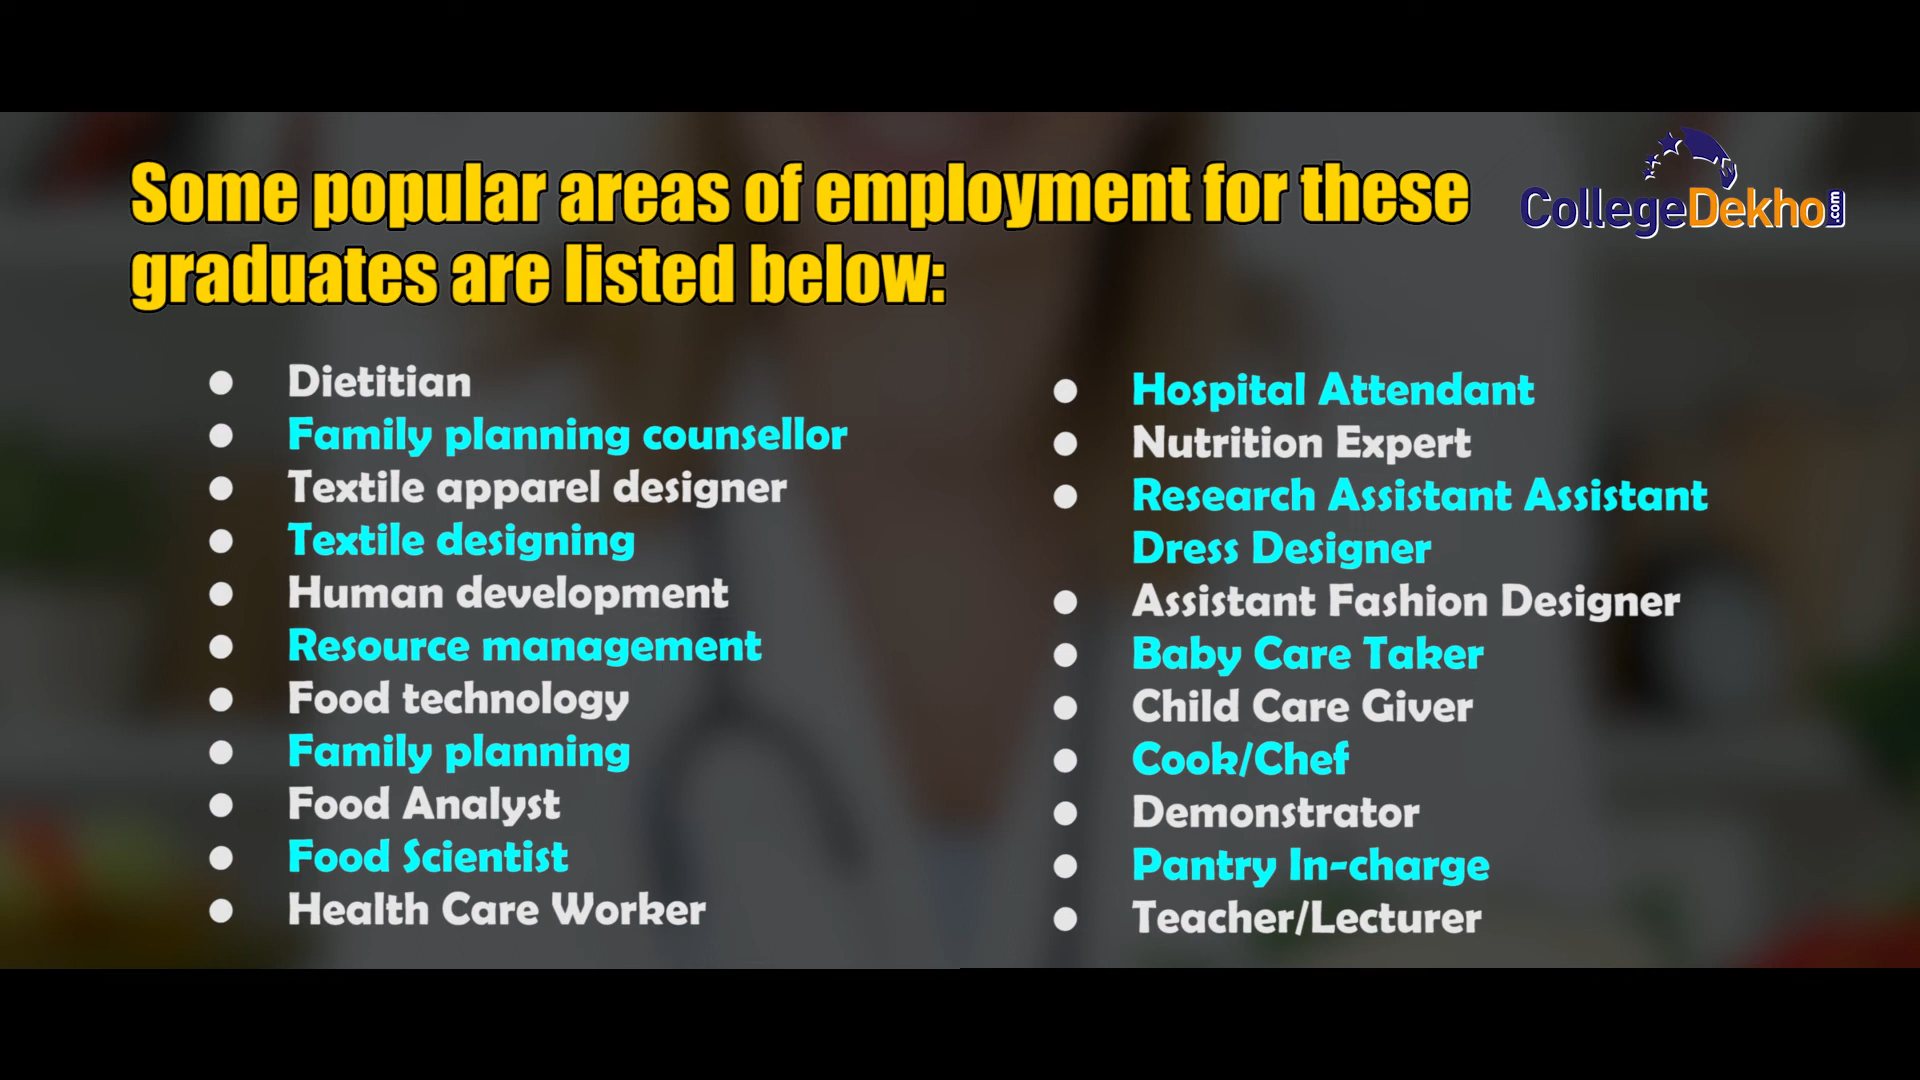 Some popular areas of employment for these
graduates are listed below:
CollegeDekho.com
● Dietitian
● Family planning counsellor
● Textile apparel designer
● Textile designing
● Human development
● Resource management
● Food technology
● Family planning
● Food Analyst
● Food Scientist
● Health Care Worker
● Hospital Attendant
● Nutrition Expert
● Research Assistant Assistant
Dress Designer
● Assistant Fashion Designer
● Baby Care Taker
● Child Care Giver
● Cook/Chef
● Demonstrator
● Pantry In-charge
● Teacher/Lecturer